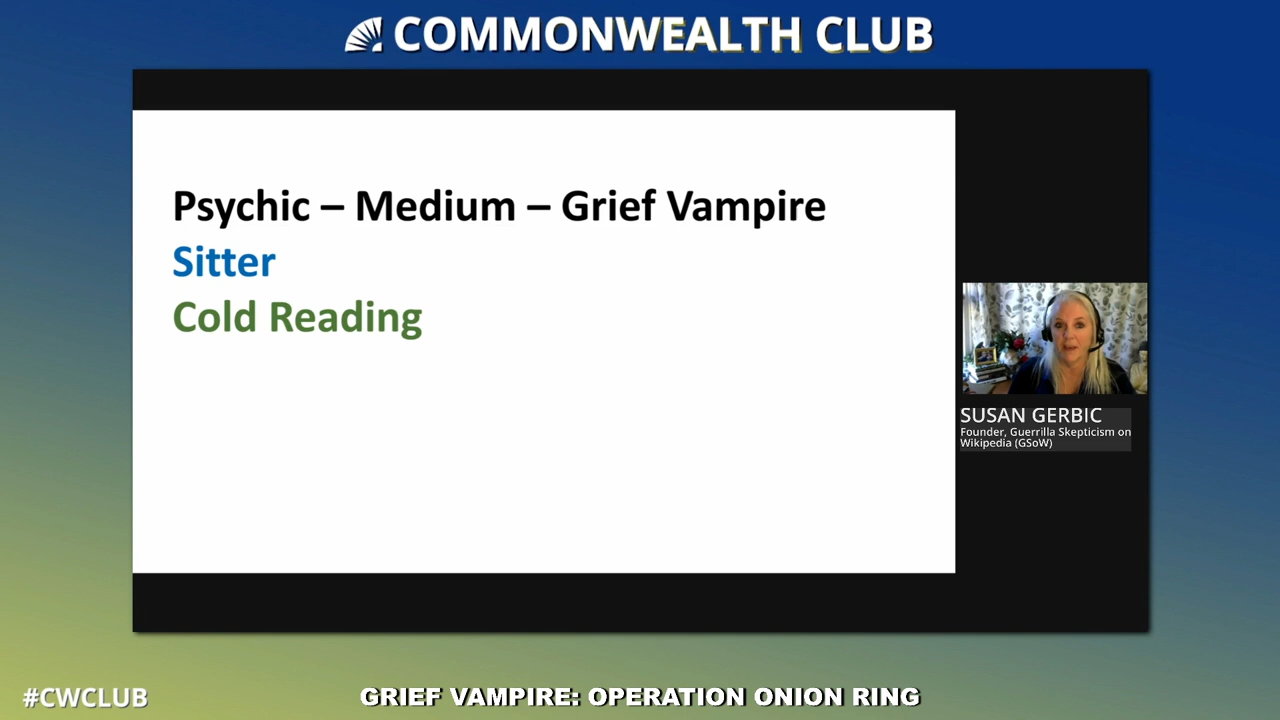 COMMONWEALTH CLUB
Psychic – Medium – Grief Vampire
Sitter
Cold Reading
SUSAN GERBIC
Founder, Guerrilla Skepticism on
Wikipedia (GSoW)
#CWCLUB
GRIEF VAMPIRE: OPERATION ONION RING